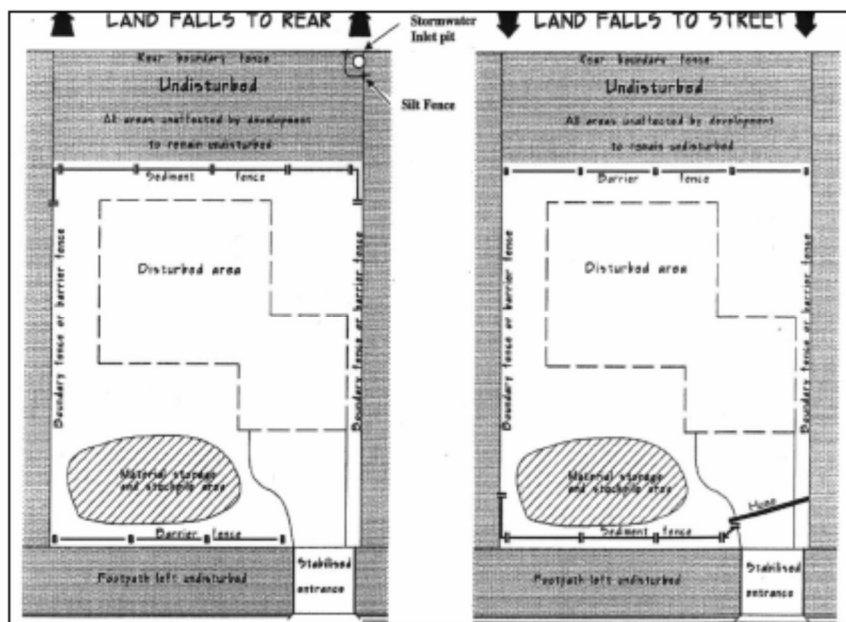 LAND FALLS TO REAR
Stormwater
Inlet pit
Rear boundary fence
Undisturbed
Silt Fence
All areas unaffected by development
to remain undisturbed
Sediment fence
Disturbed area
Boundary fence or barrier fence
Boundary fence or barrier fence
Material storage
and stockpile area
Barrier fence
Footpath left undisturbed
Stabilised
entrance
LAND FALLS TO STREET
Rear boundary fence
Undisturbed
All areas unaffected by development
to remain undisturbed
Barrier fence
Disturbed area
Boundary fence or barrier fence
Boundary fence or barrier fence
Material storage
and stockpile area
Sediment fence
Footpath left undisturbed
Stabilised
entrance